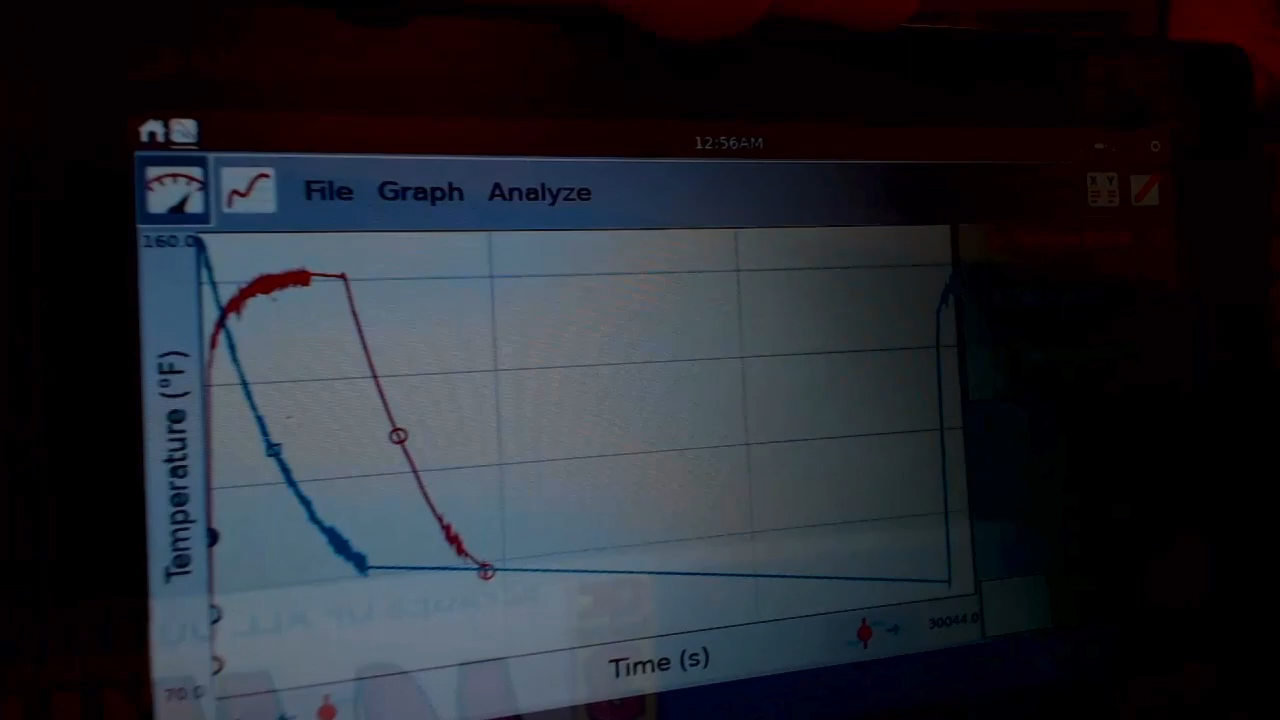 12:56AM
File Graph Analyze
X Y
160.0
Temperature (°F)
30044.0
Time (s)
70.0